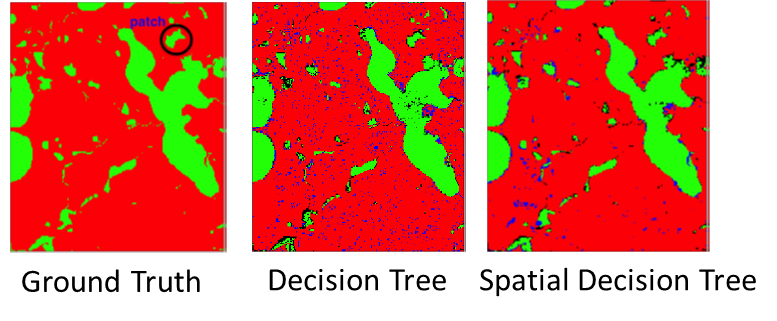 patch
Ground Truth
Decision Tree
Spatial Decision Tree